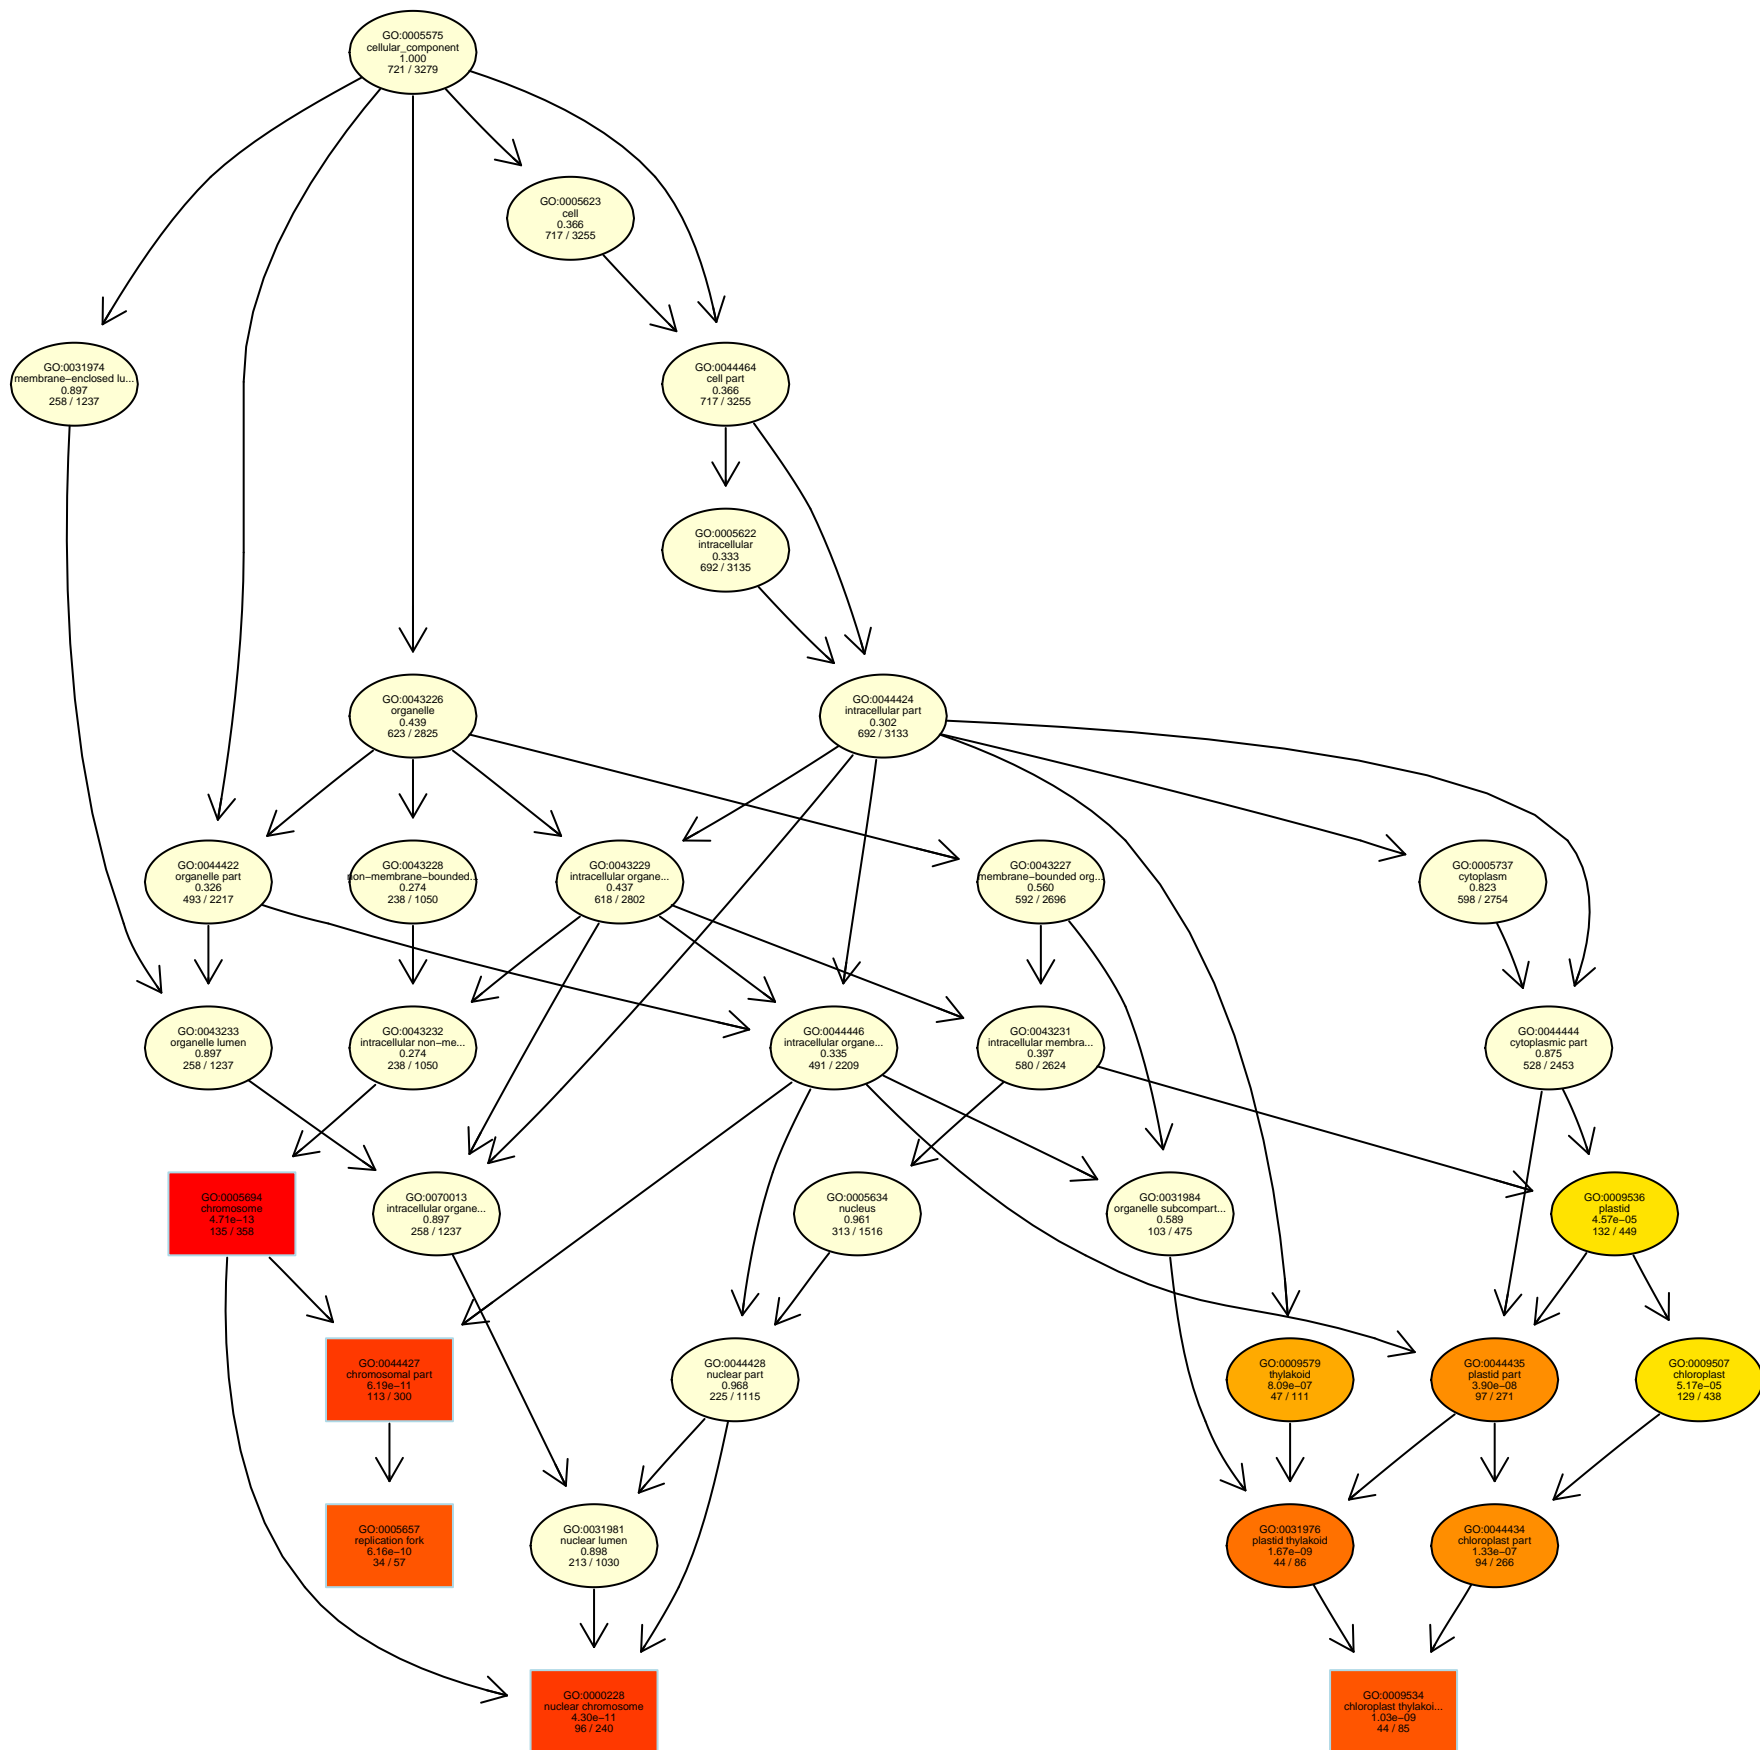 GO:0005575
cellular_component
1.000
721 / 3279
GO:0005623
cell
0.366
717 / 3255
GO:0031974
membrane−enclosed lu...
0.897
258 / 1237
GO:0044464
cell part
0.366
717 / 3255
GO:0005622
intracellular
0.333
692 / 3135
GO:0043226
organelle
0.439
623 / 2825
GO:0044424
intracellular part
0.302
692 / 3133
GO:0044422
organelle part
0.326
493 / 2217
GO:0043228
non−membrane−bounded...
0.274
238 / 1050
GO:0043229
intracellular organe...
0.437
618 / 2802
GO:0043227
membrane−bounded org...
0.560
592 / 2696
GO:0005737
cytoplasm
0.823
598 / 2754
GO:0043233
organelle lumen
0.897
258 / 1237
GO:0043232
intracellular non−me...
0.274
238 / 1050
GO:0044446
intracellular organe...
0.335
491 / 2209
GO:0043231
intracellular membra...
0.397
580 / 2624
GO:0044444
cytoplasmic part
0.875
528 / 2453
GO:0005694
chromosome
4.71e−13
135 / 358
GO:0070013
intracellular organe...
0.897
258 / 1237
GO:0005634
nucleus
0.961
313 / 1516
GO:0031984
organelle subcompart...
0.589
103 / 475
GO:0009536
plastid
4.57e−05
132 / 449
GO:0044427
chromosomal part
6.19e−11
113 / 300
GO:0044428
nuclear part
0.968
225 / 1115
GO:0009579
thylakoid
8.09e−07
47 / 111
GO:0044435
plastid part
3.90e−08
97 / 271
GO:0009507
chloroplast
5.17e−05
129 / 438
GO:0005657
replication fork
6.16e−10
34 / 57
GO:0031981
nuclear lumen
0.898
213 / 1030
GO:0031976
plastid thylakoid
1.67e−09
44 / 86
GO:0044434
chloroplast part
1.33e−07
94 / 266
GO:0000228
nuclear chromosome
4.30e−11
96 / 240
GO:0009534
chloroplast thylakoi...
1.03e−09
44 / 85